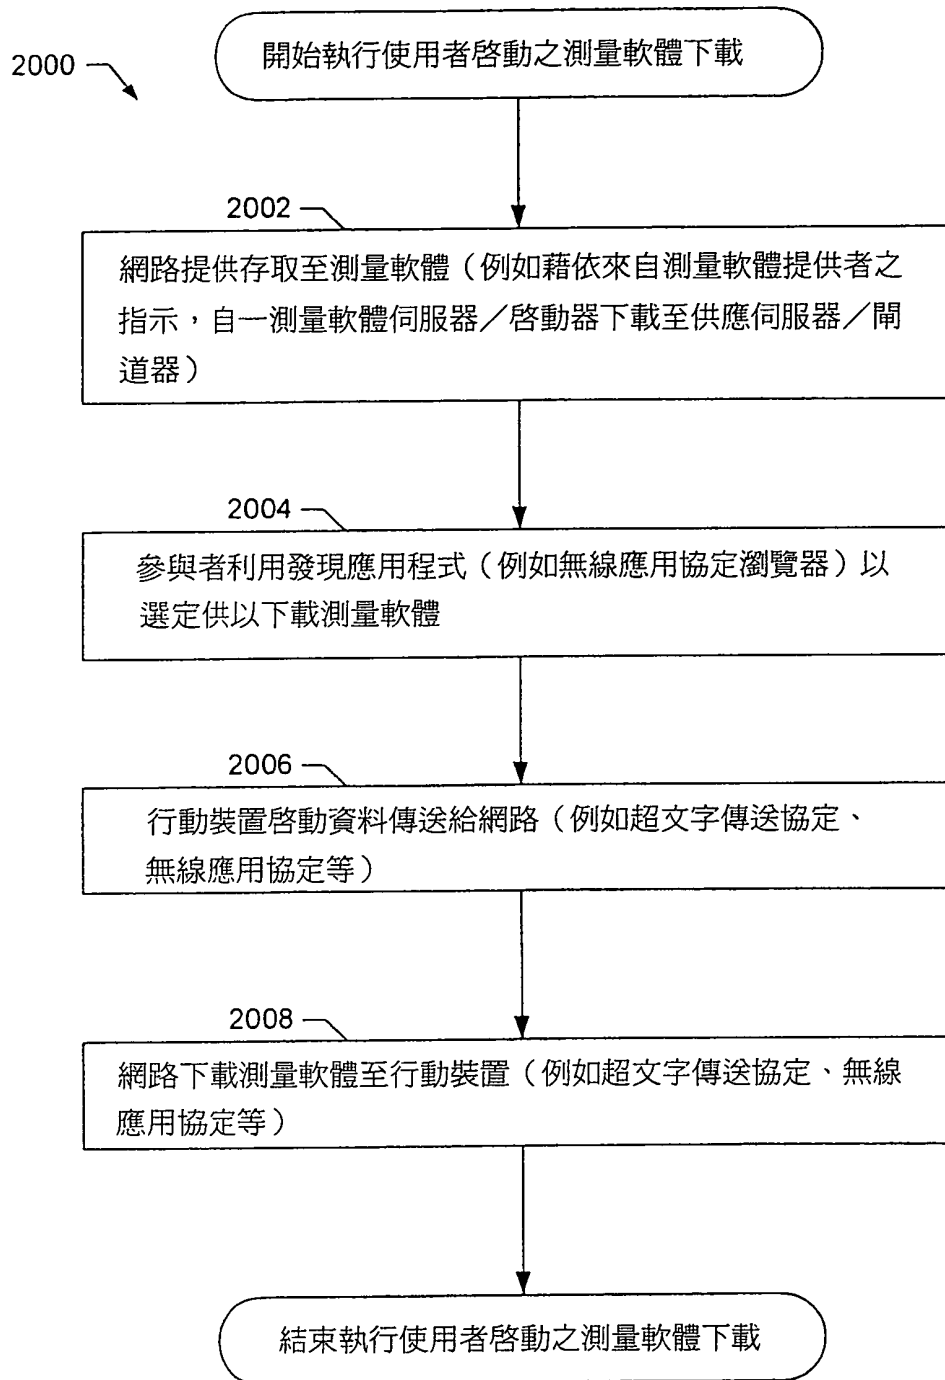 開始執行使用者啓動之測量軟體下載
2000
2002
網路提供存取至測量軟體（例如藉依來自測量軟體提供者之
指示，自一測量軟體伺服器／啓動器下載至供應伺服器／閘
道器）
2004
參與者利用發現應用程式（例如無線應用協定瀏覽器）以
選定供以下載測量軟體
2006
行動裝置啓動資料傳送給網路（例如超文字傳送協定、
無線應用協定等）
2008
網路下載測量軟體至行動裝置（例如超文字傳送協定、無線
應用協定等）
結束執行使用者啓動之測量軟體下載